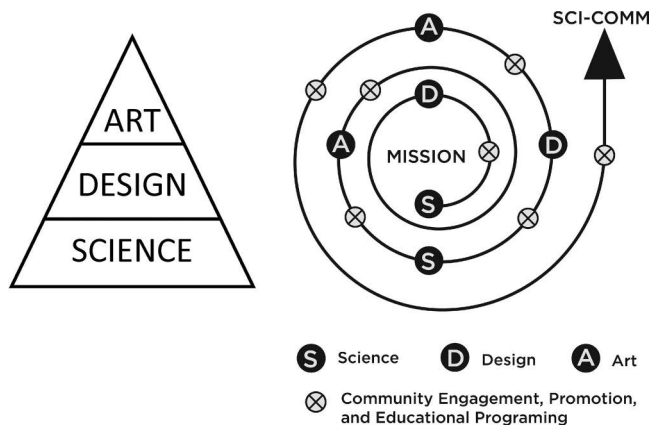 ART
DESIGN
SCIENCE
SCI-COMM
A
D
A
MISSION
D
S
S
S Science
D Design
A Art
Community Engagement, Promotion,
and Educational Programing